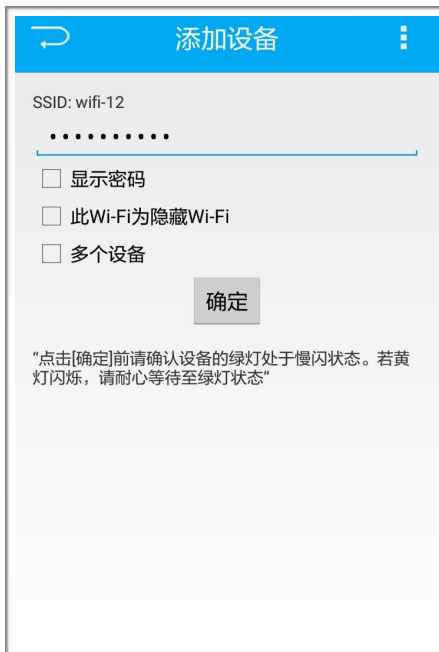 添加设备
SSID: wifi-12
••••••••••
显示密码
此Wi-Fi为隐藏Wi-Fi
多个设备
确定
“点击[确定]前请确认设备的绿灯处于慢闪状态。若黄
灯闪烁，请耐心等待至绿灯状态”